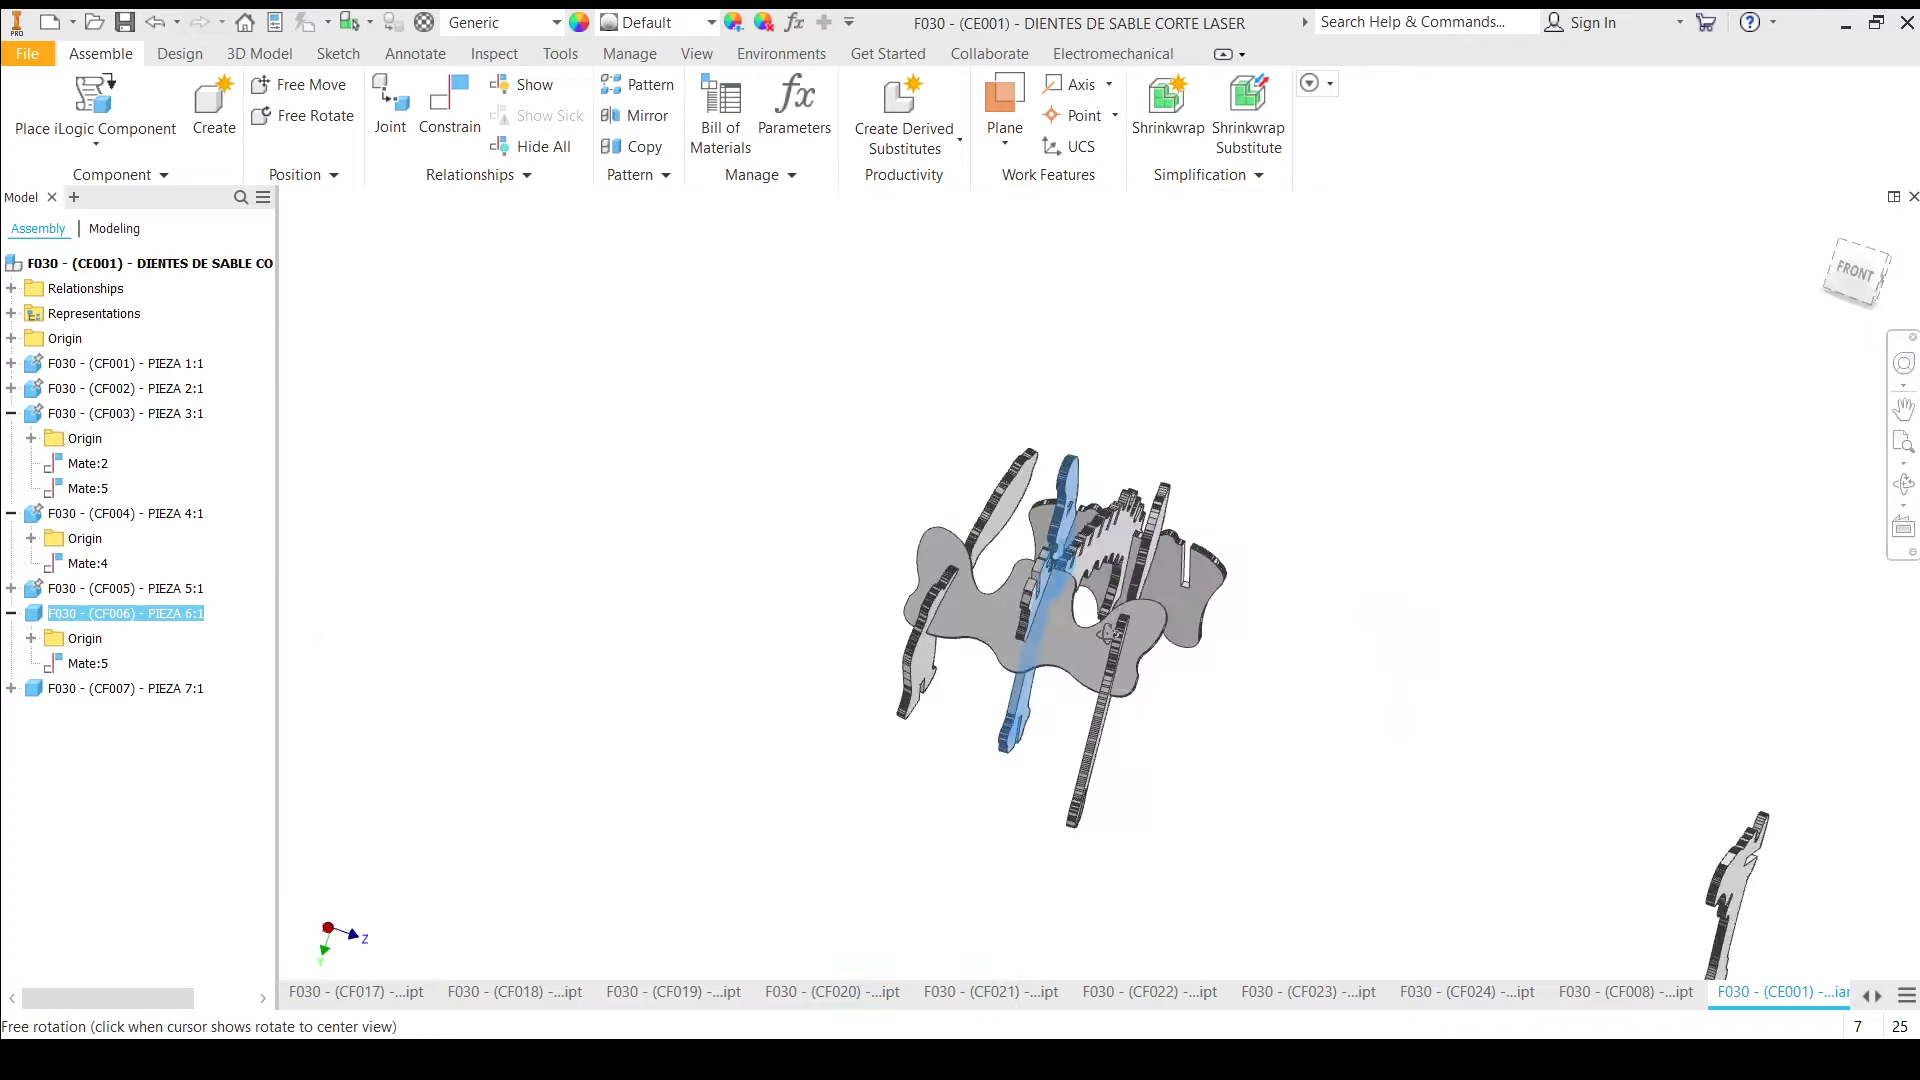 PRO
Generic
Default
fx
F030 - (CE001) - DIENTES DE SABLE CORTE LASER
Search Help & Commands...
Sign In
File
Assemble
Design
3D Model
Sketch
Annotate
Inspect
Tools
Manage
View
Environments
Get Started
Collaborate
Electromechanical
Place iLogic Component
Create
Free Move
Free Rotate
Joint
Constrain
Show
Show Sick
Hide All
Pattern
Mirror
Copy
Bill of
Materials
fx
Parameters
Create Derived
Substitutes
Plane
Axis
Point
UCS
Shrinkwrap
Shrinkwrap
Substitute
Component
Position
Relationships
Pattern
Manage
Productivity
Work Features
Simplification
Model
Assembly
Modeling
F030 - (CE001) - DIENTES DE SABLE CO
Relationships
Representations
Origin
F030 - (CF001) - PIEZA 1:1
F030 - (CF002) - PIEZA 2:1
F030 - (CF003) - PIEZA 3:1
Origin
Mate:2
Mate:5
F030 - (CF004) - PIEZA 4:1
Origin
Mate:4
F030 - (CF005) - PIEZA 5:1
F030 - (CF006) - PIEZA 6:1
Origin
Mate:5
F030 - (CF007) - PIEZA 7:1
FRONT
Z
F030 - (CF017) -...ipt
F030 - (CF018) -...ipt
F030 - (CF019) -...ipt
F030 - (CF020) -...ipt
F030 - (CF021) -...ipt
F030 - (CF022) -...ipt
F030 - (CF023) -...ipt
F030 - (CF024) -...ipt
F030 - (CF008) -...ipt
F030 - (CE001) -...iar
Free rotation (click when cursor shows rotate to center view)
7
25